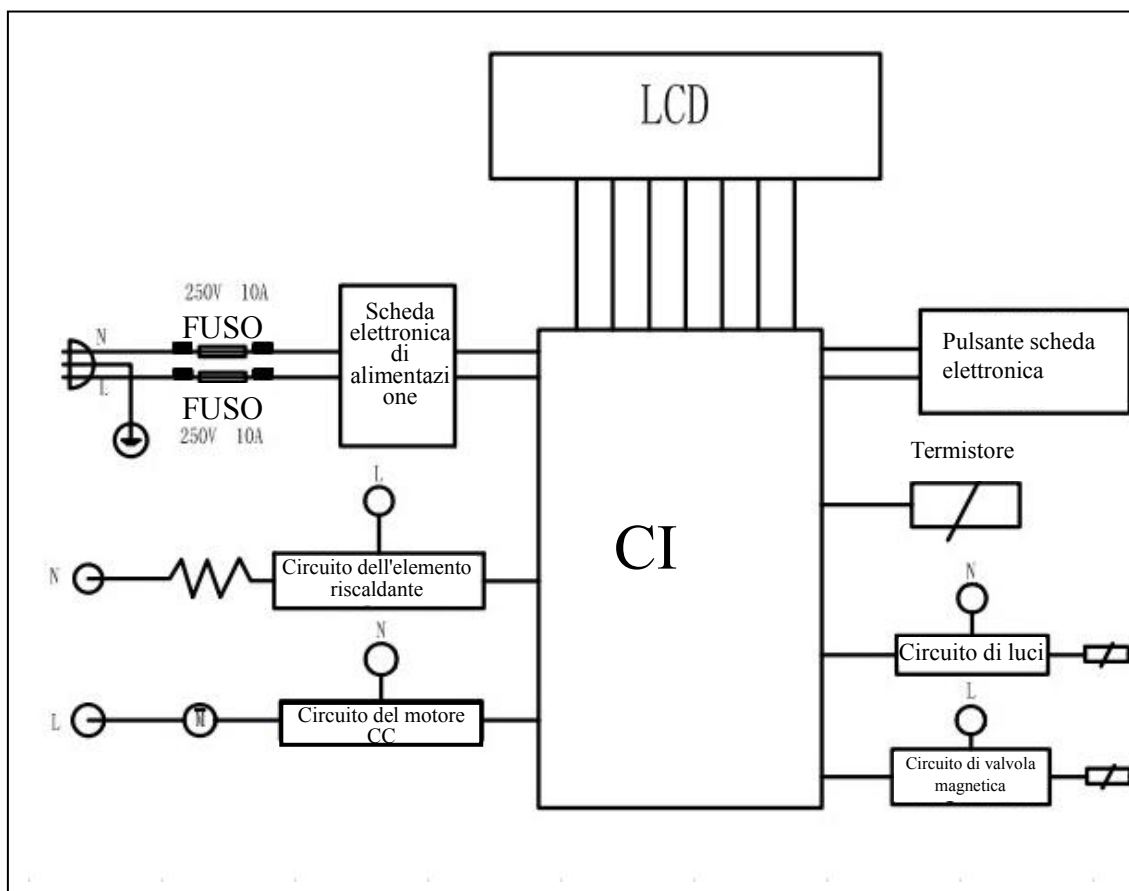 LCD
250V 10A
FUSO
N
L
FUSO
250V 10A
Scheda
elettronica
di
alimentazi
one
Pulsante scheda
elettronica
Termistore
CI
L
N
Circuito dell'elemento
riscaldante
N
L
M
Circuito del motore
CC
N
Circuito di luci
L
Circuito di valvola
magnetica